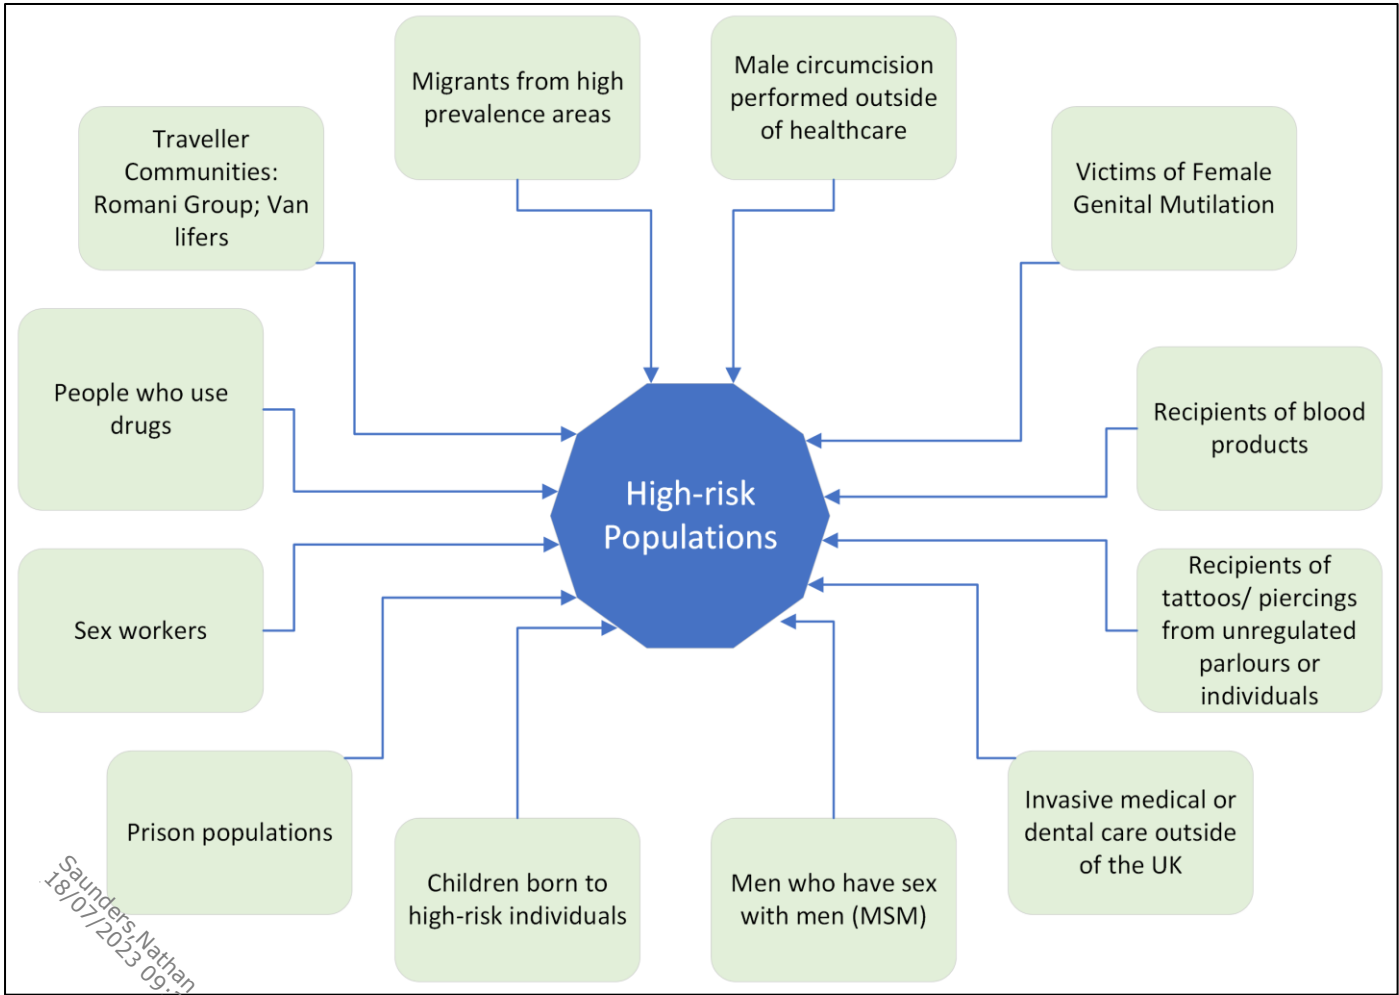 Migrants from high
prevalence areas
Male circumcision
performed outside
of healthcare
Traveller
Communities:
Romani Group; Van
lifers
Victims of Female
Genital Mutilation
People who use
drugs
Recipients of blood
products
High-risk
Populations
Sex workers
Recipients of
tattoos/ piercings
from unregulated
parlours or
individuals
Prison populations
Invasive medical or
dental care outside
of the UK
Children born to
high-risk individuals
Men who have sex
with men (MSM)
Saunders,Nathan
18/07/2023 09: